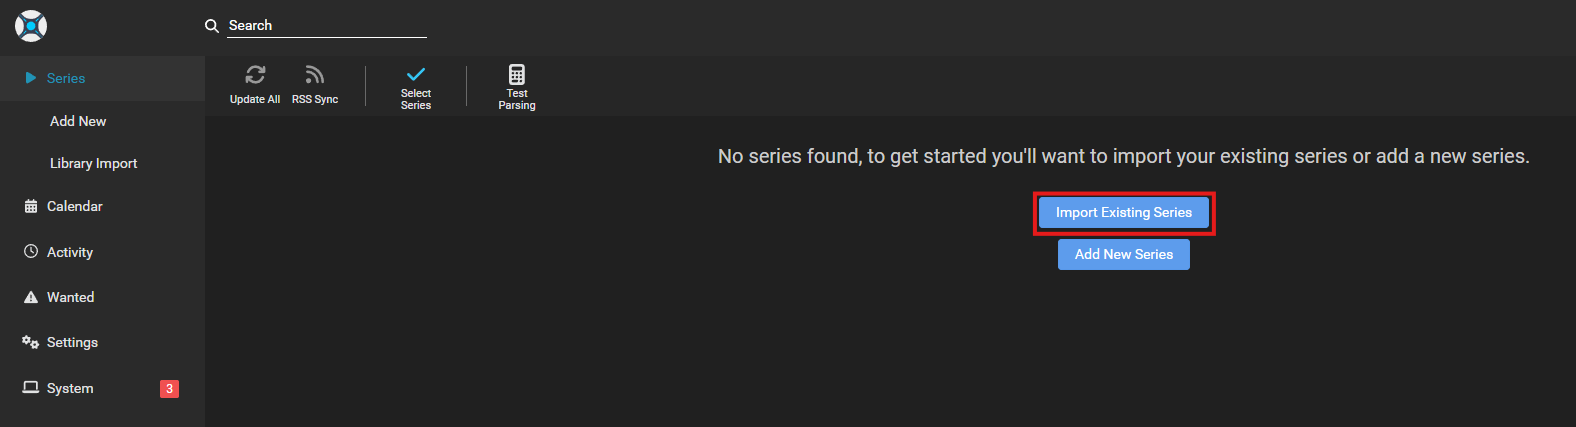 Search
Series
Add New
Library Import
Calendar
Activity
Wanted
Settings
System 3
Update All
RSS Sync
Select
Series
Test
Parsing
No series found, to get started you'll want to import your existing series or add a new series.
Import Existing Series
Add New Series